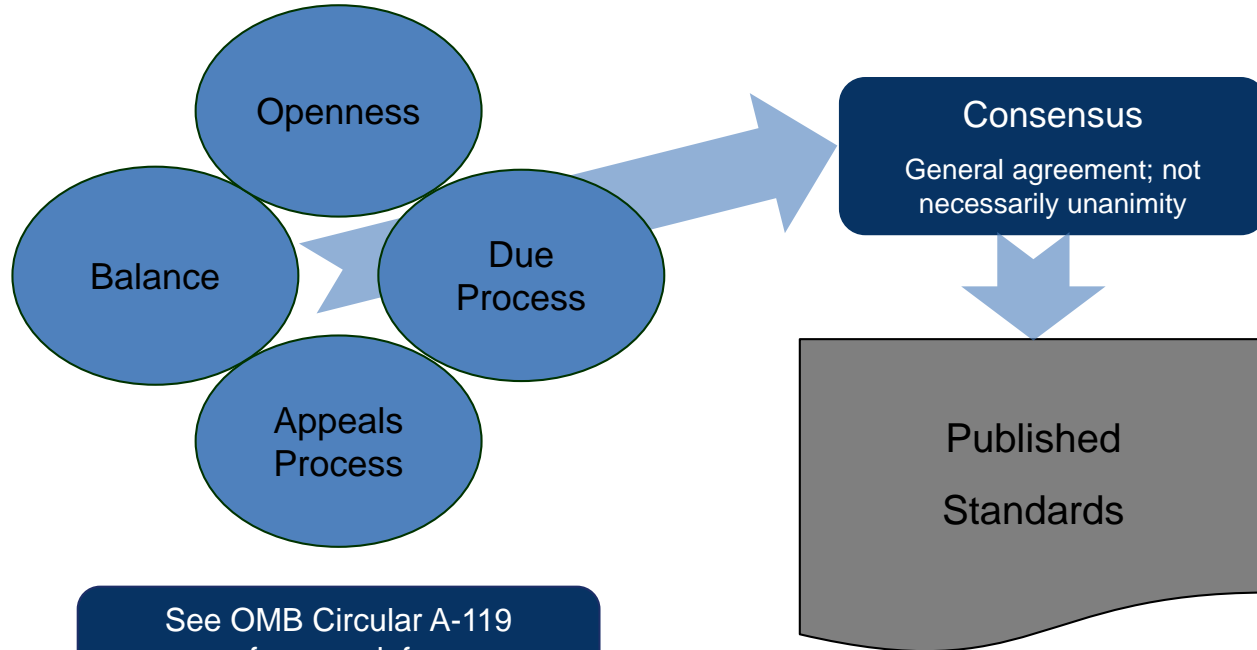 Openness
Balance
Due
Process
Appeals
Process
Consensus
General agreement; not
necessarily unanimity
Published
Standards
See OMB Circular A-119